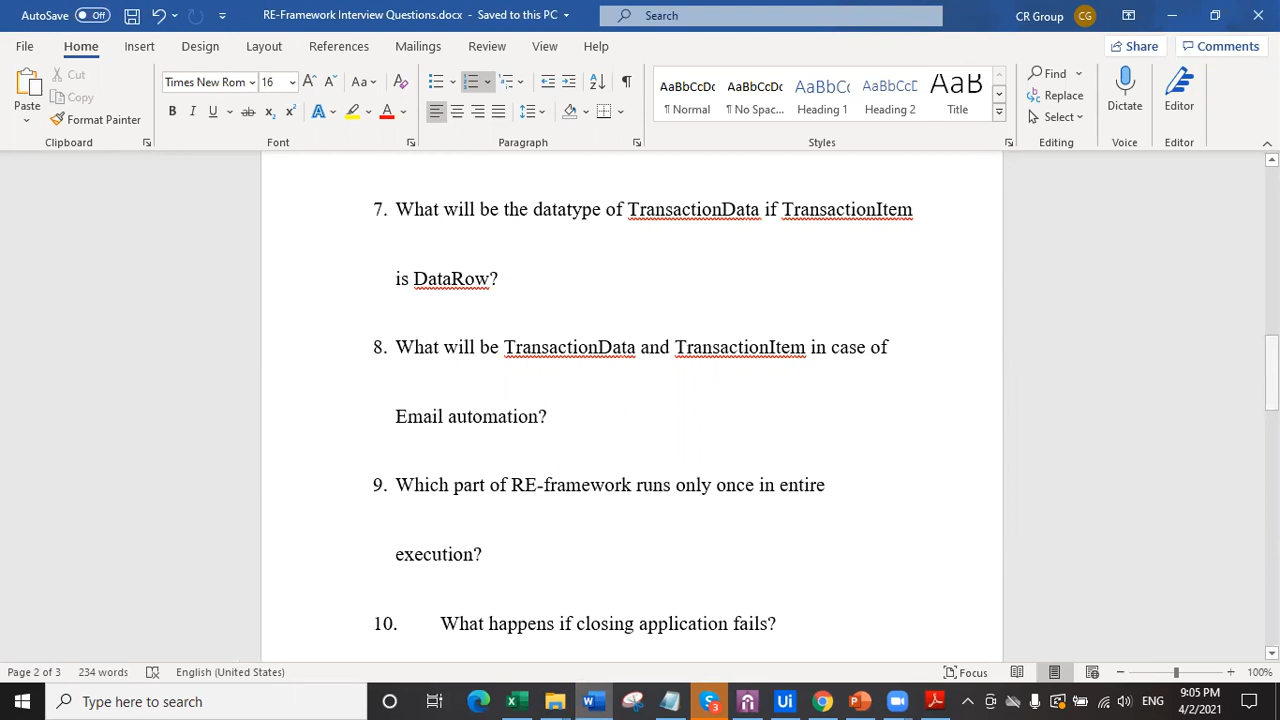 AutoSave Off RE-Framework Interview Questions.docx - Saved to this PC Search CR Group CG
File Home Insert Design Layout References Mailings Review View Help Share Comments
Paste Cut Copy Format Painter Clipboard
Times New Rom 16 Aa Font
Paragraph
AaBbCcDc AaBbCcDc AaBbCc AaBbCcE AaB
¶ Normal ¶ No Spac... Heading 1 Heading 2 Title
Styles
Find Replace Select Editing
Dictate Voice
Editor Editor
7. What will be the datatype of TransactionData if TransactionItem
is DataRow?
8. What will be TransactionData and TransactionItem in case of
Email automation?
9. Which part of RE-framework runs only once in entire
execution?
10. What happens if closing application fails?
Page 2 of 3 234 words English (United States) Focus 100%
Type here to search
ENG 9:05 PM
4/2/2021